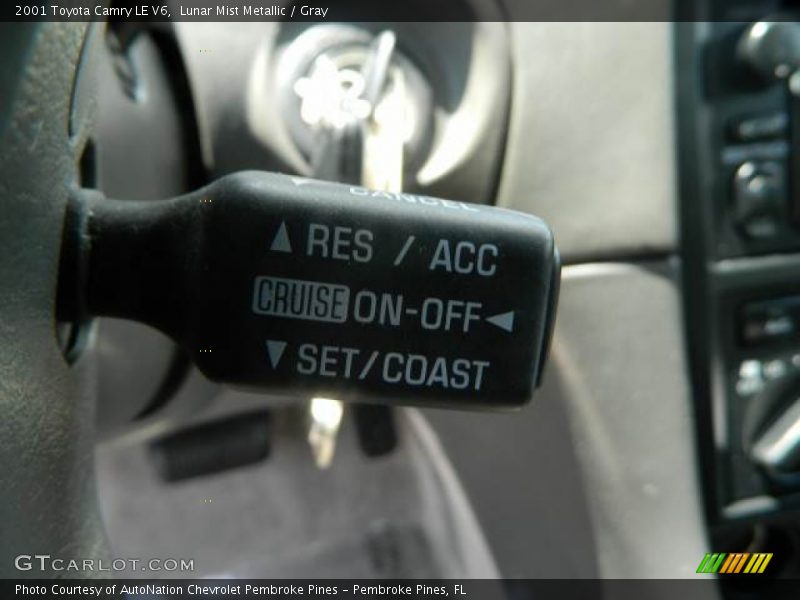 2001 Toyota Camry LE V6,  Lunar Mist Metallic / Gray
CANCEL
▲ RES / ACC
CRUISE ON-OFF ◀
▼ SET/COAST
GTCARLOT.COM
Photo Courtesy of AutoNation Chevrolet Pembroke Pines - Pembroke Pines, FL